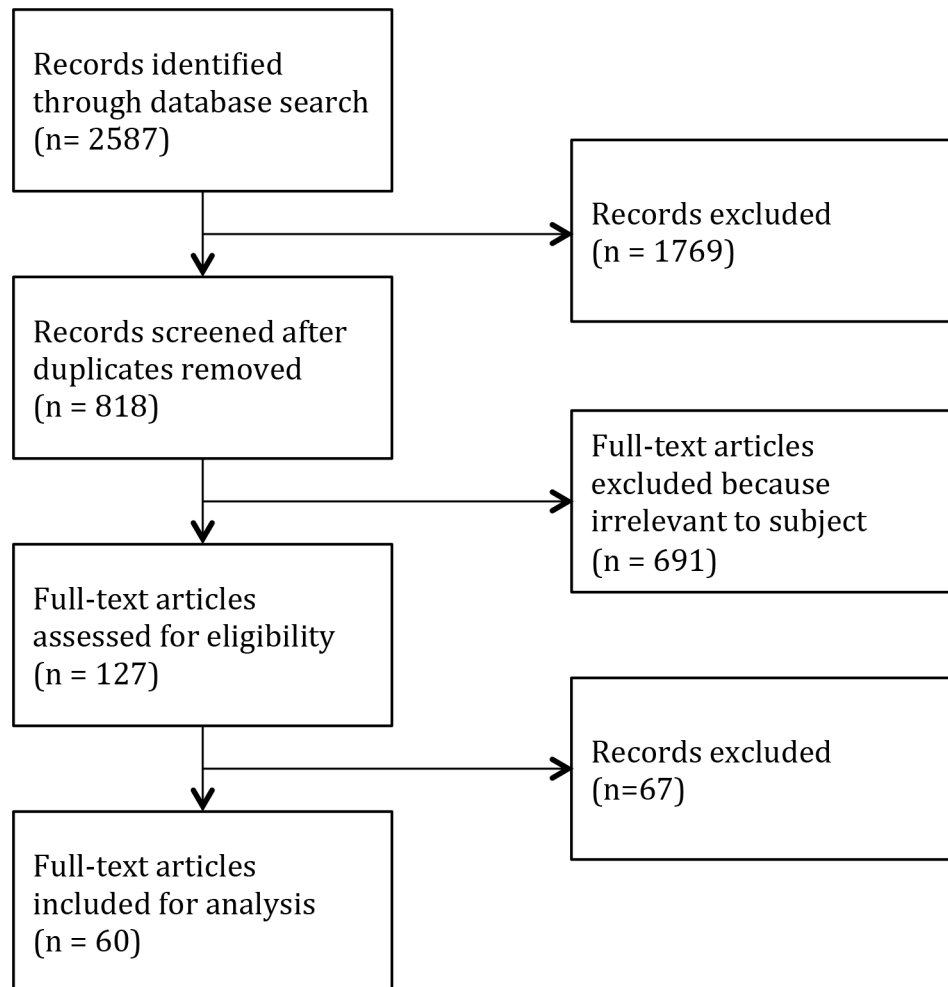 Records identified
through database search
(n= 2587)
Records excluded
(n = 1769)
Records screened after
duplicates removed
(n = 818)
Full-text articles
excluded because
irrelevant to subject
(n = 691)
Full-text articles
assessed for eligibility
(n = 127)
Records excluded
(n=67)
Full-text articles
included for analysis
(n = 60)